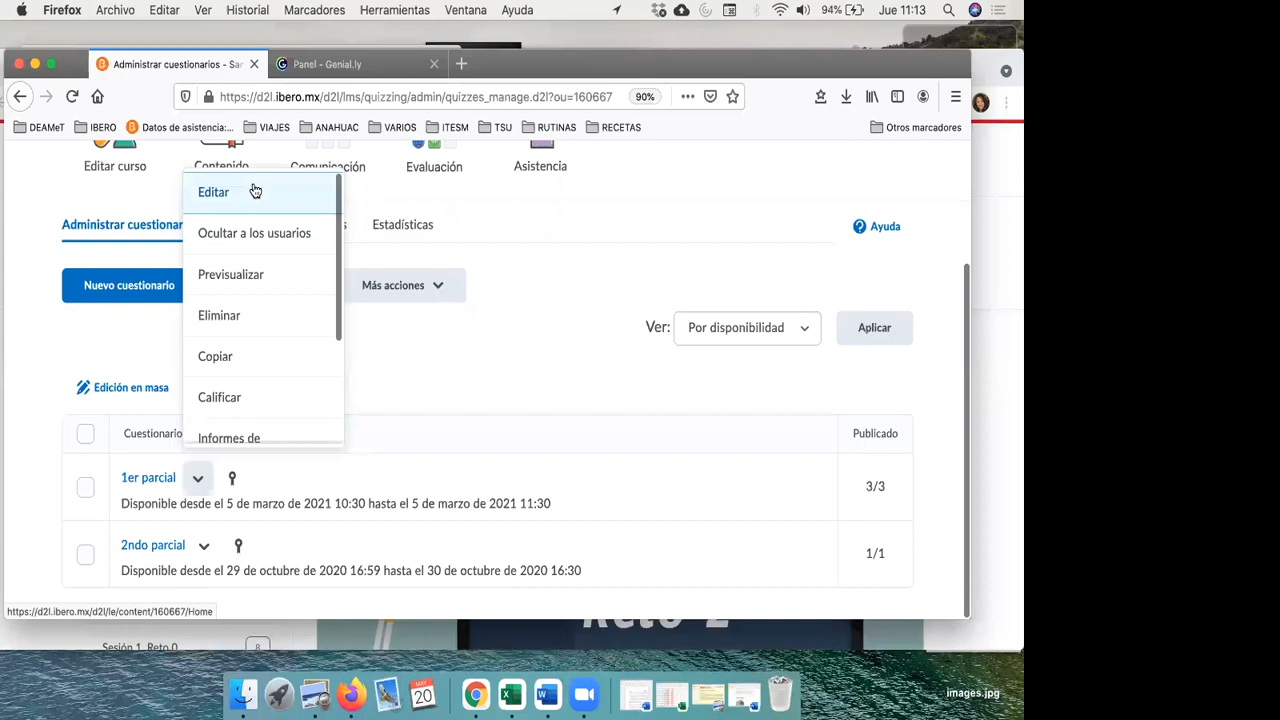 Firefox Archivo Editar Ver Historial Marcadores Herramientas Ventana Ayuda 94% Jue 11:13
Administrar cuestionarios - Sar Panel - Genial.ly
https://d2l.ibero.mx/d2l/lms/quizzing/admin/quizzes_manage.d2l?ou=160667 90%
DEAMeT IBERO Datos de asistencia:... VIAJES ANAHUAC VARIOS ITESM TSU RUTINAS RECETAS Otros marcadores
Editar curso Contenido Comunicación Evaluación Asistencia
Editar
Ocultar a los usuarios
Previsualizar
Eliminar
Copiar
Calificar
Informes de
Administrar cuestionar s Estadísticas Ayuda
Nuevo cuestionario Más acciones
Ver: Por disponibilidad Aplicar
Edición en masa
Cuestionario Publicado
1er parcial 3/3
Disponible desde el 5 de marzo de 2021 10:30 hasta el 5 de marzo de 2021 11:30
2ndo parcial 1/1
Disponible desde el 29 de octubre de 2020 16:59 hasta el 30 de octubre de 2020 16:30
https://d2l.ibero.mx/d2l/le/content/160667/Home
Reto 2
Sesión 1. Reto 0 8
MAY
20
images.jpg